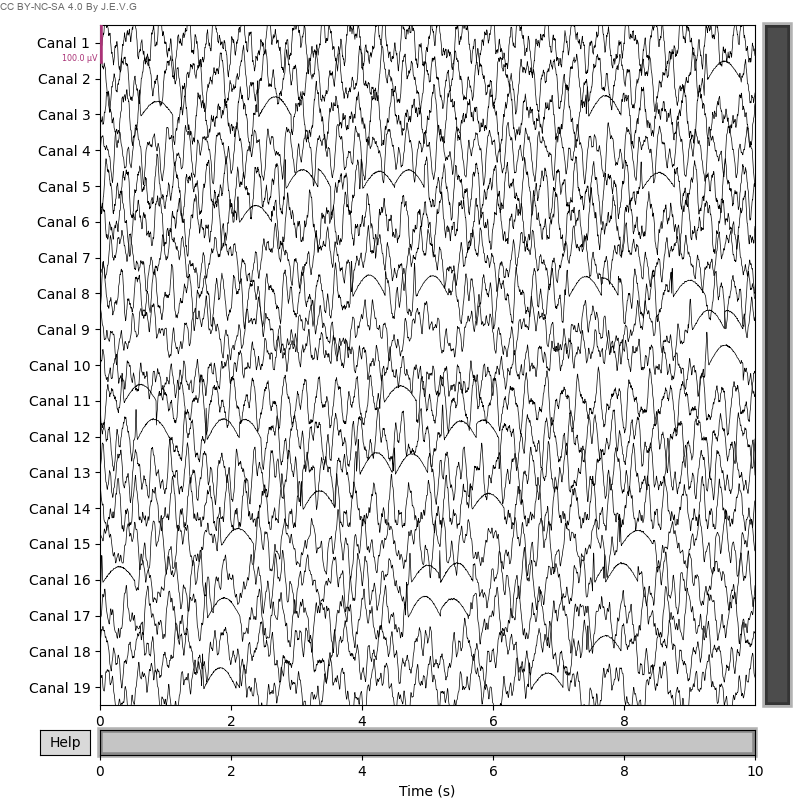 CC BY-NC-SA 4.0 By J.E.V.G
Canal 1
100.0 µV
Canal 2
Canal 3
Canal 4
Canal 5
Canal 6
Canal 7
Canal 8
Canal 9
Canal 10
Canal 11
Canal 12
Canal 13
Canal 14
Canal 15
Canal 16
Canal 17
Canal 18
Canal 19
0 2 4 6 8
Help
0 2 4 6 8 10
Time (s)